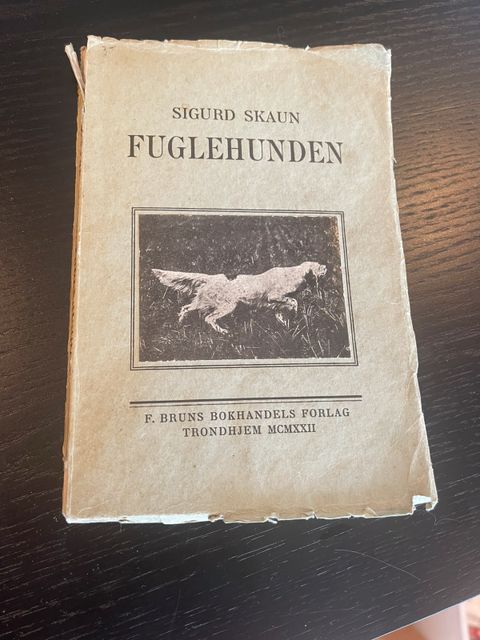 SIGURD SKAUN
FUGLEHUNDEN
F. BRUNS BOKHANDELS FORLAG
TRONDHJEM MCMXXII